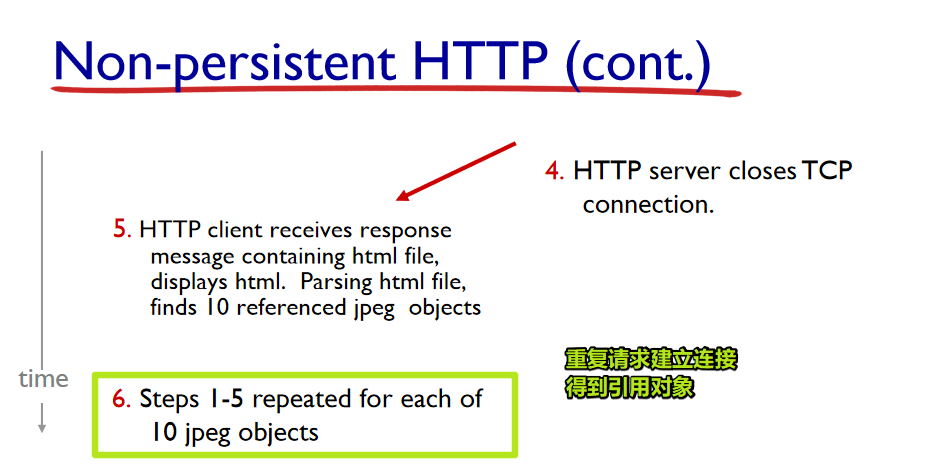 Non-persistent HTTP (cont.)
4. HTTP server closes TCP
connection.
5. HTTP client receives response
message containing html file,
displays html. Parsing html file,
finds 10 referenced jpeg objects
重复请求建立连接
得到引用对象
time
6. Steps 1-5 repeated for each of
10 jpeg objects